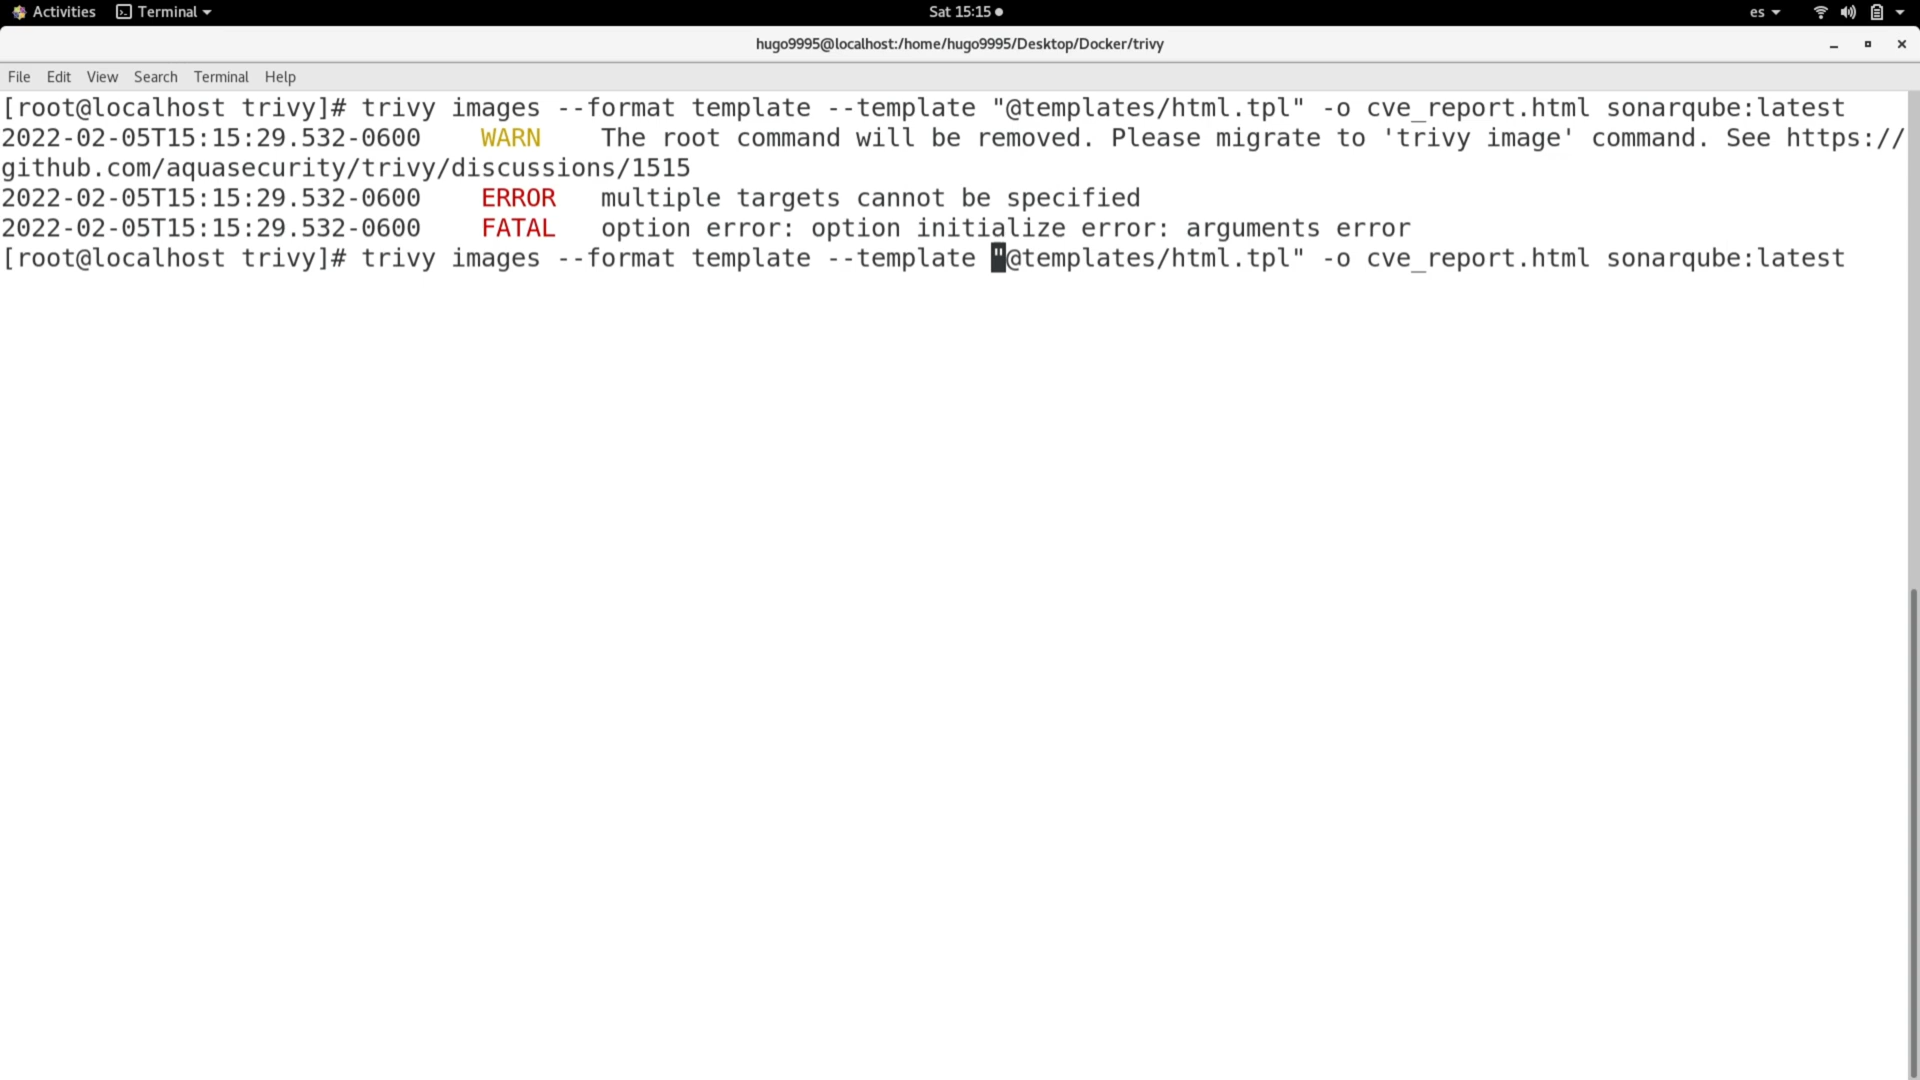 Activities Terminal Sat 15:15 es
hugo9995@localhost:/home/hugo9995/Desktop/Docker/trivy
File Edit View Search Terminal Help
[root@localhost trivy]# trivy images --format template --template "@templates/html.tpl" -o cve_report.html sonarqube:latest
2022-02-05T15:15:29.532-0600 WARN The root command will be removed. Please migrate to 'trivy image' command. See https://
github.com/aquasecurity/trivy/discussions/1515
2022-02-05T15:15:29.532-0600 ERROR multiple targets cannot be specified
2022-02-05T15:15:29.532-0600 FATAL option error: option initialize error: arguments error
[root@localhost trivy]# trivy images --format template --template "@templates/html.tpl" -o cve_report.html sonarqube:latest